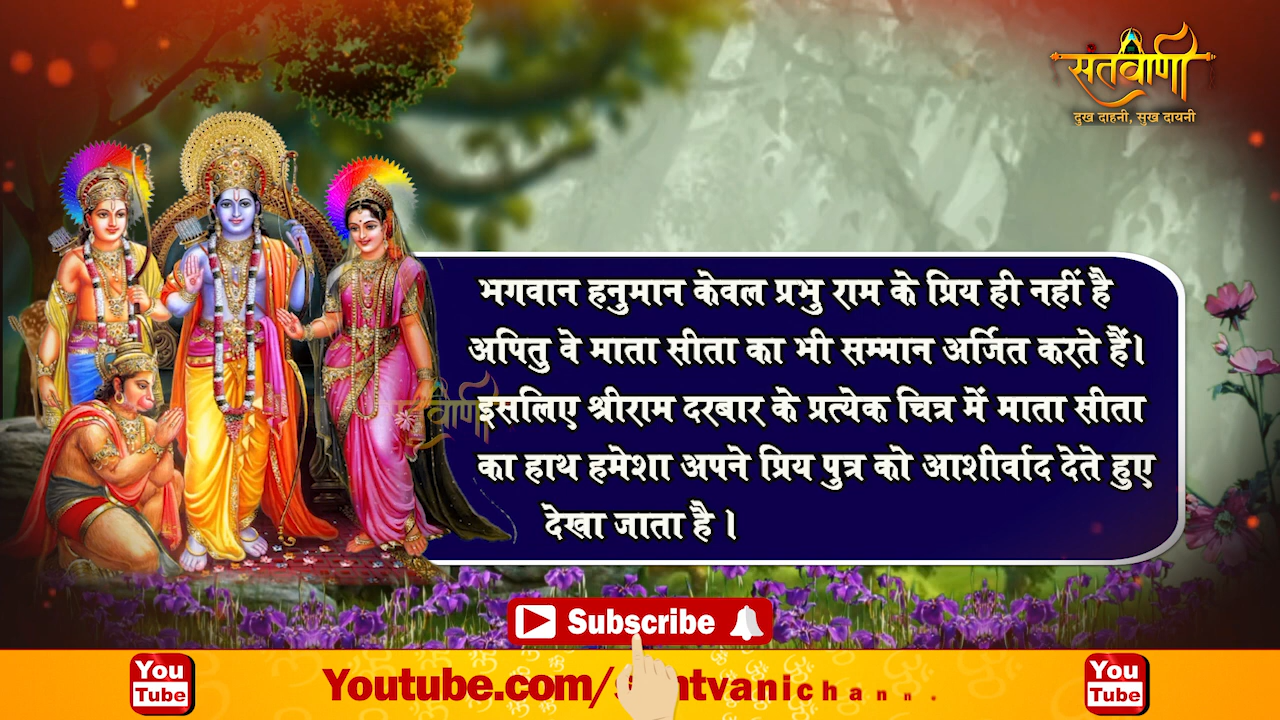 संतवाणी
दुख दाहनी, सुख दायनी
भगवान हनुमान केवल प्रभु राम के प्रिय ही नहीं है
अपितु वे माता सीता का भी सम्मान अर्जित करते हैं।
इसलिए श्रीराम दरबार के प्रत्येक चित्र में माता सीता
का हाथ हमेशा अपने प्रिय पुत्र को आशीर्वाद देते हुए
देखा जाता है ।
Subscribe
You Tube
Youtube.com/
You Tube